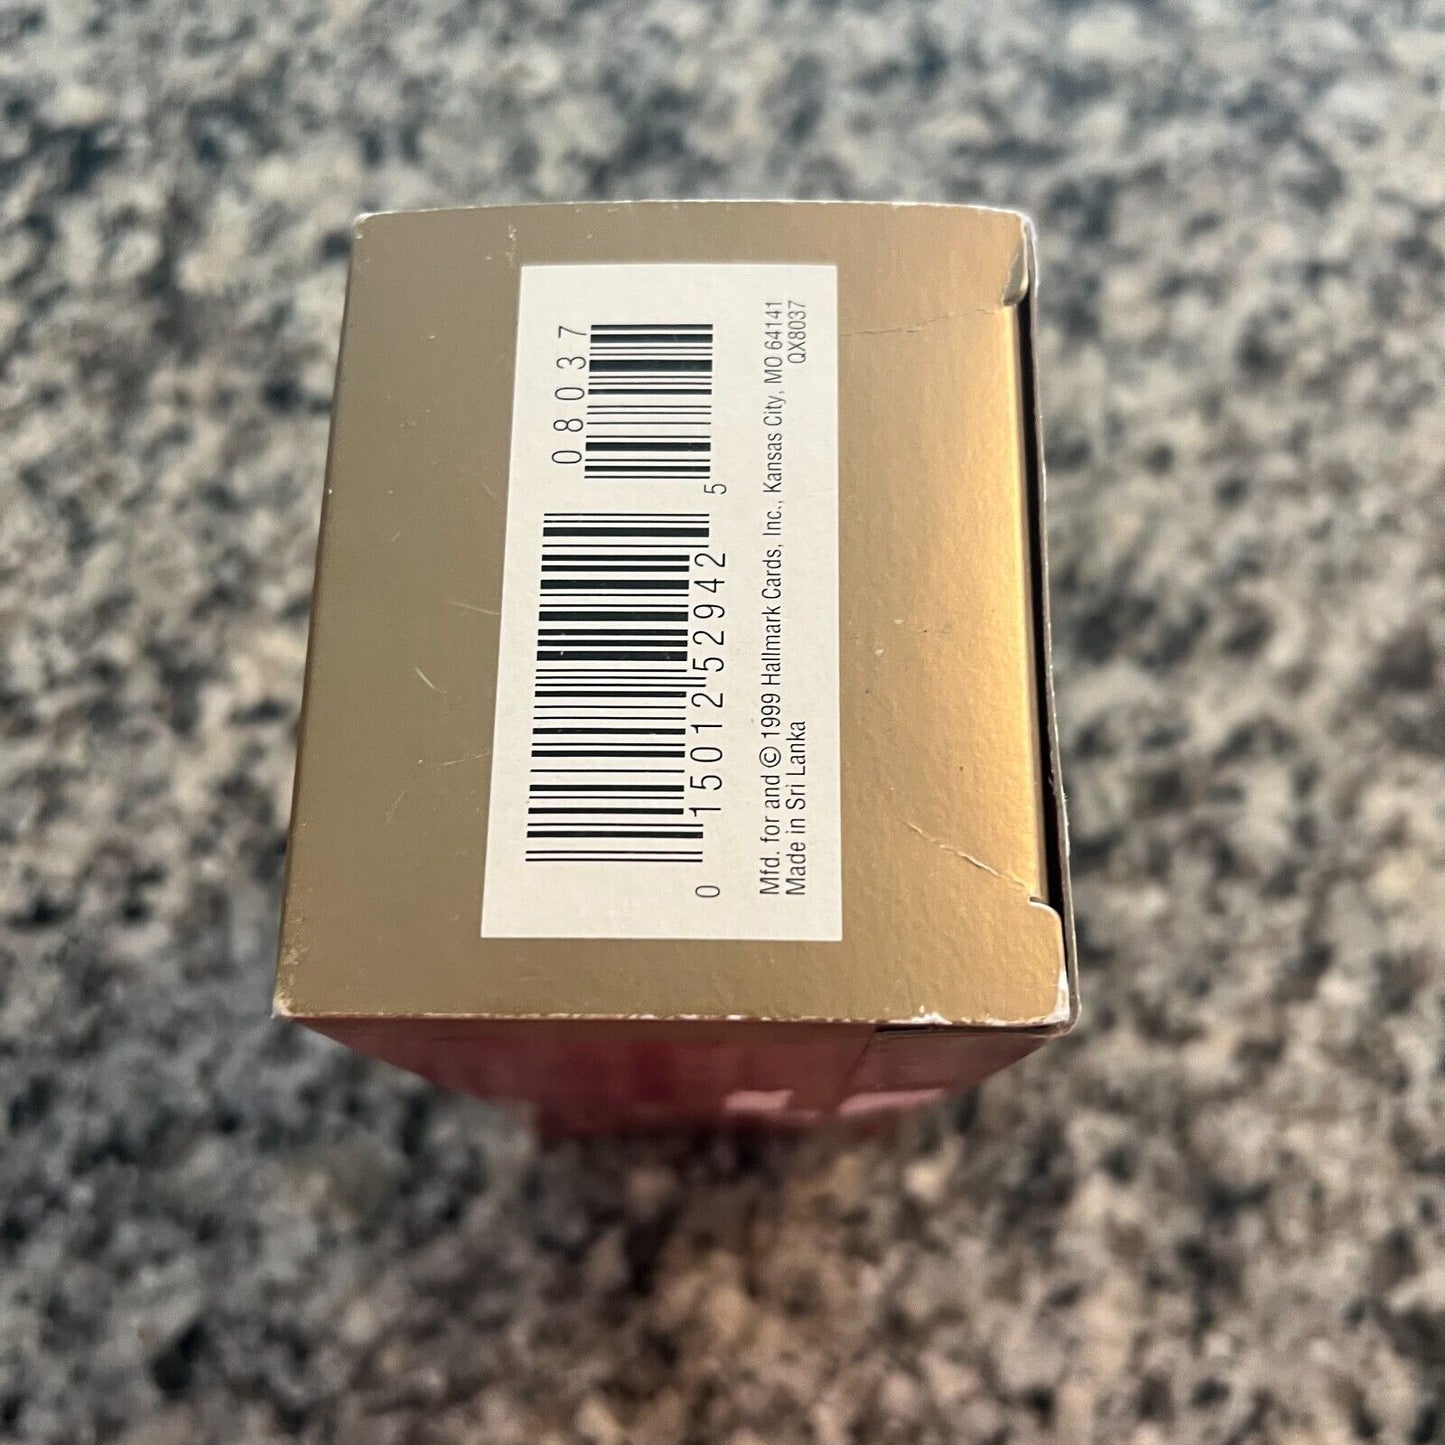 08037
0 15012 52942 5
Mfd. for and © 1999 Hallmark Cards, Inc., Kansas City, MO 64141
Made in Sri Lanka QX8037